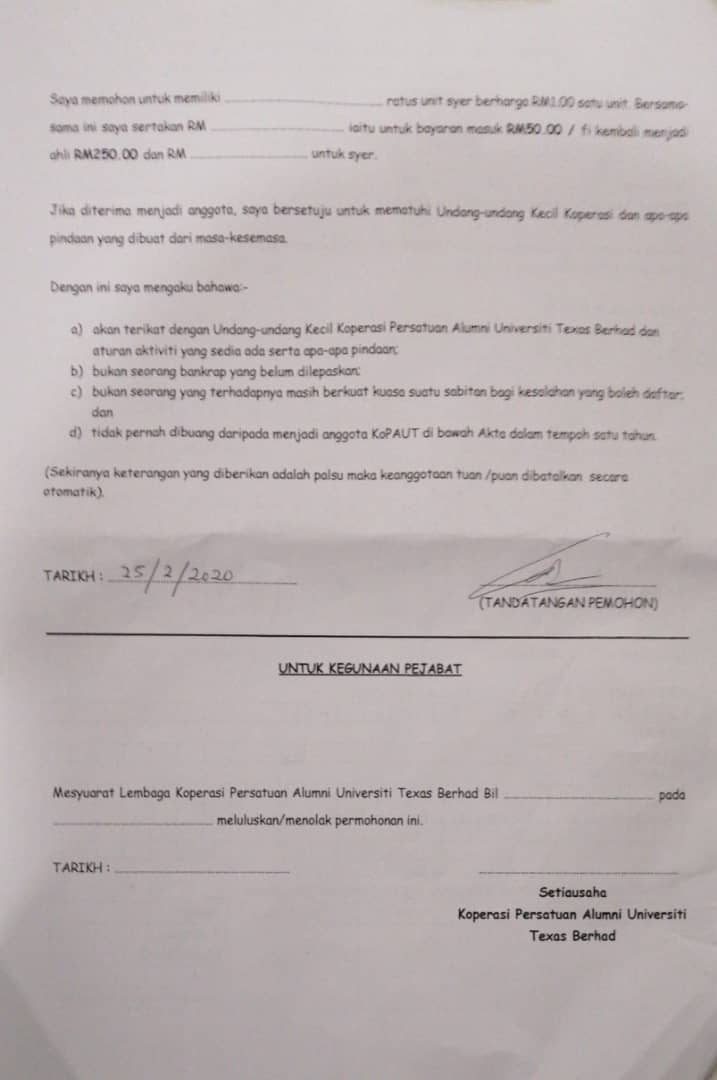 Saya memohon untuk memiliki ........................ ratus unit syer berharga RM1.00 satu unit. Bersama-
sama ini saya sertakan RM ........................ iaitu untuk bayaran masuk RM50.00 / fi kembali menjadi
ahli RM250.00 dan RM ........................ untuk syer.
Jika diterima menjadi anggota, saya bersetuju untuk mematuhi Undang-undang Kecil Koperasi dan apa-apa
pindaan yang dibuat dari masa-kesemasa.
Dengan ini saya mengaku bahawa:-
a) akan terikat dengan Undang-undang Kecil Koperasi Persatuan Alumni Universiti Texas Berhad dan
aturan aktiviti yang sedia ada serta apa-apa pindaan;
b) bukan seorang bankrap yang belum dilepaskan;
c) bukan seorang yang terhadapnya masih berkuat kuasa suatu sabitan bagi kesalahan yang boleh daftar;
dan
d) tidak pernah dibuang daripada menjadi anggota KoPAUT di bawah Akta dalam tempoh satu tahun.
(Sekiranya keterangan yang diberikan adalah palsu maka keanggotaan tuan /puan dibatalkan secara
otomatik).
TARIKH : 25/2/2020
(TANDATANGAN PEMOHON)
UNTUK KEGUNAAN PEJABAT
Mesyuarat Lembaga Koperasi Persatuan Alumni Universiti Texas Berhad Bil ........................ pada
........................ meluluskan/menolak permohonan ini.
TARIKH : ........................
Setiausaha
Koperasi Persatuan Alumni Universiti
Texas Berhad